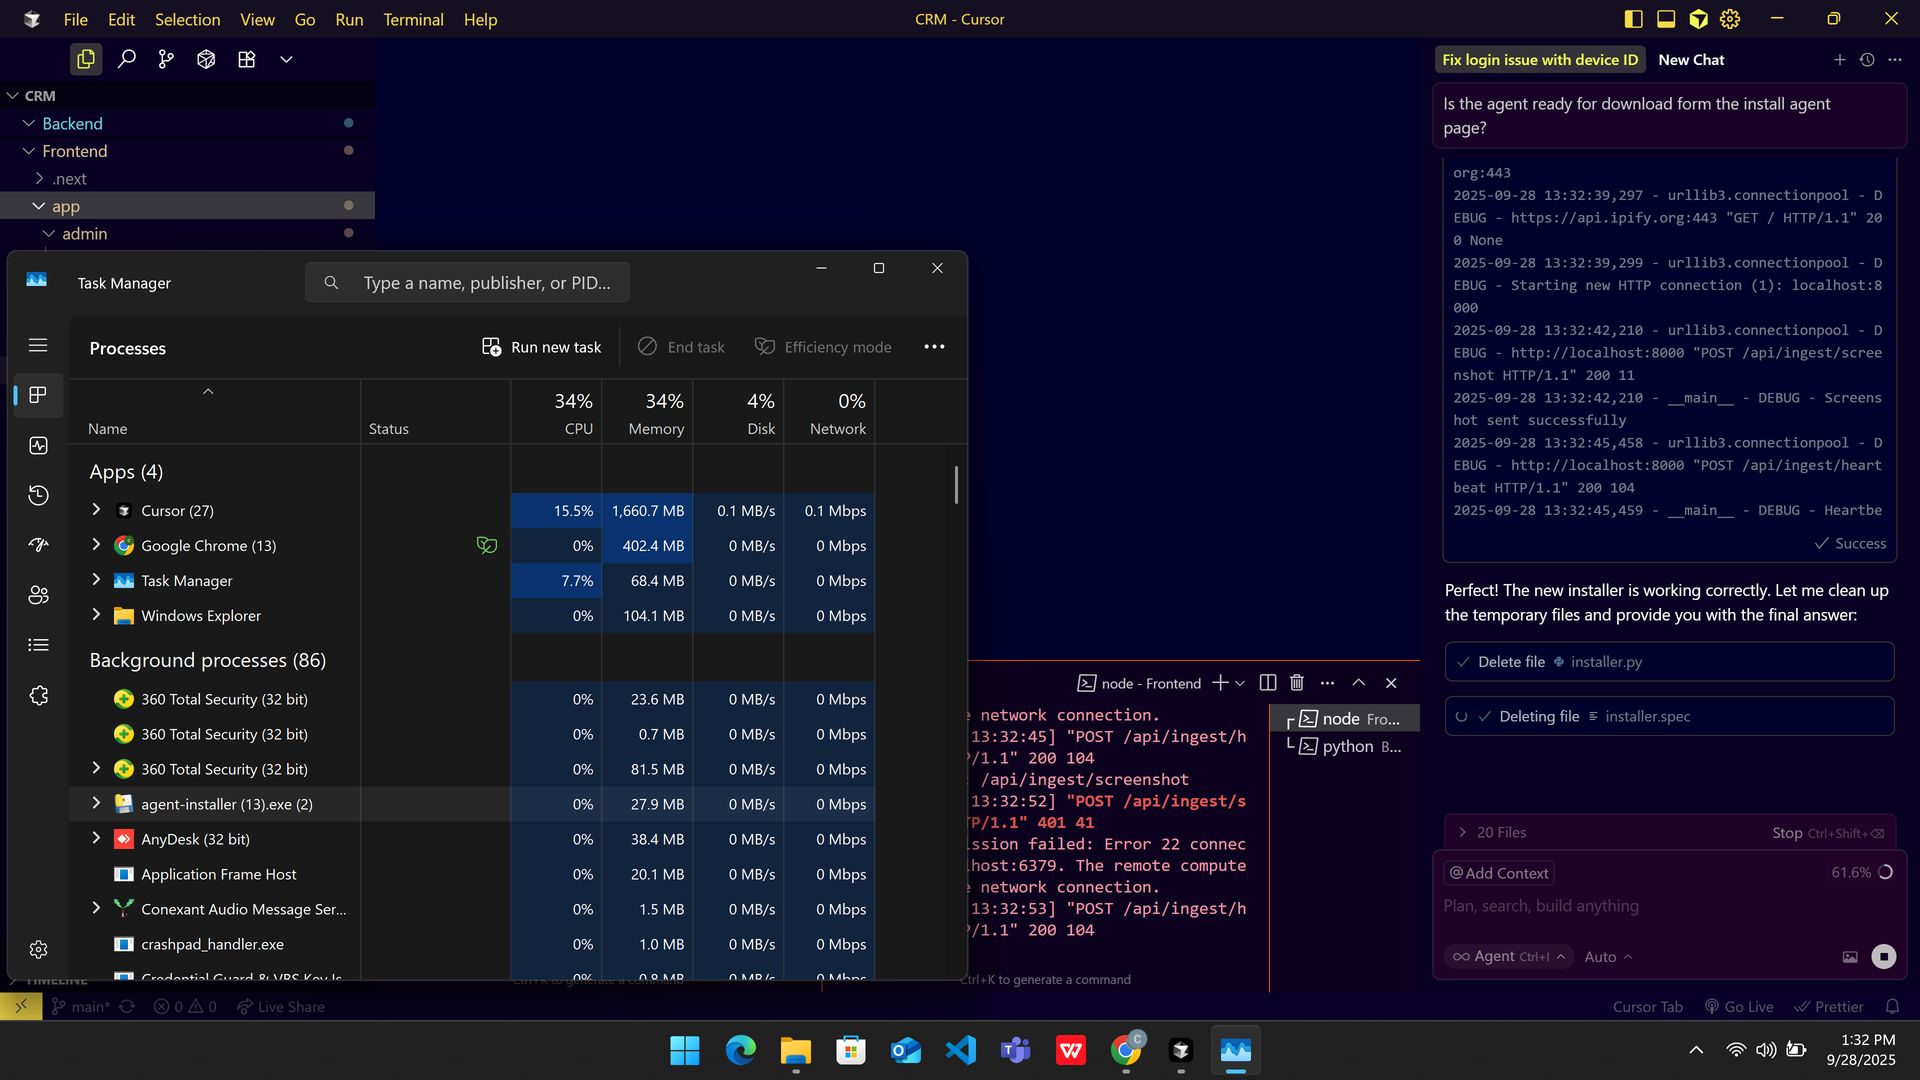 File Edit Selection View Go Run Terminal Help
CRM - Cursor
CRM
Backend
Frontend
.next
app
admin
Task Manager
Type a name, publisher, or PID...
Processes
Run new task
End task
Efficiency mode
Name
Status
34% CPU
34% Memory
4% Disk
0% Network
Apps (4)
Cursor (27) 15.5% 1,660.7 MB 0.1 MB/s 0.1 Mbps
Google Chrome (13) 0% 402.4 MB 0 MB/s 0 Mbps
Task Manager 7.7% 68.4 MB 0 MB/s 0 Mbps
Windows Explorer 0% 104.1 MB 0 MB/s 0 Mbps
Background processes (86)
360 Total Security (32 bit) 0% 23.6 MB 0 MB/s 0 Mbps
360 Total Security (32 bit) 0% 0.7 MB 0 MB/s 0 Mbps
360 Total Security (32 bit) 0% 81.5 MB 0 MB/s 0 Mbps
agent-installer (13).exe (2) 0% 27.9 MB 0 MB/s 0 Mbps
AnyDesk (32 bit) 0% 38.4 MB 0 MB/s 0 Mbps
Application Frame Host 0% 20.1 MB 0 MB/s 0 Mbps
Conexant Audio Message Ser... 0% 1.5 MB 0 MB/s 0 Mbps
crashpad_handler.exe 0% 1.0 MB 0 MB/s 0 Mbps
Credential Guard & VBS Key Is 0% 0.8 MB 0 MB/s 0 Mbps
TIMELINE
node - Frontend
network connection.
13:32:45] "POST /api/ingest/h
/1.1" 200 104
/api/ingest/screenshot
13:32:52] "POST /api/ingest/s
TP/1.1" 401 41
ission failed: Error 22 connec
lhost:6379. The remote compute
e network connection.
13:32:53] "POST /api/ingest/h
/1.1" 200 104
Ctrl+K to generate a command
Ctrl+K to generate a command
node Fro...
python B...
Fix login issue with device ID
New Chat
Is the agent ready for download form the install agent
page?
org:443
2025-09-28 13:32:39,297 - urllib3.connectionpool - D
EBUG - https://api.ipify.org:443 "GET / HTTP/1.1" 20
0 None
2025-09-28 13:32:39,299 - urllib3.connectionpool - D
EBUG - Starting new HTTP connection (1): localhost:8
000
2025-09-28 13:32:42,210 - urllib3.connectionpool - D
EBUG - http://localhost:8000 "POST /api/ingest/scree
nshot HTTP/1.1" 200 11
2025-09-28 13:32:42,210 - __main__ - DEBUG - Screens
hot sent successfully
2025-09-28 13:32:45,458 - urllib3.connectionpool - D
EBUG - http://localhost:8000 "POST /api/ingest/heart
beat HTTP/1.1" 200 104
2025-09-28 13:32:45,459 - __main__ - DEBUG - Heartbe
Success
Perfect! The new installer is working correctly. Let me clean up
the temporary files and provide you with the final answer:
Delete file installer.py
Deleting file installer.spec
20 Files
Stop Ctrl+Shift+⌫
@ Add Context
61.6%
Plan, search, build anything
∞ Agent Ctrl+I
Auto
main*
0 0
Live Share
Cursor Tab
Go Live
Prettier
1:32 PM
9/28/2025